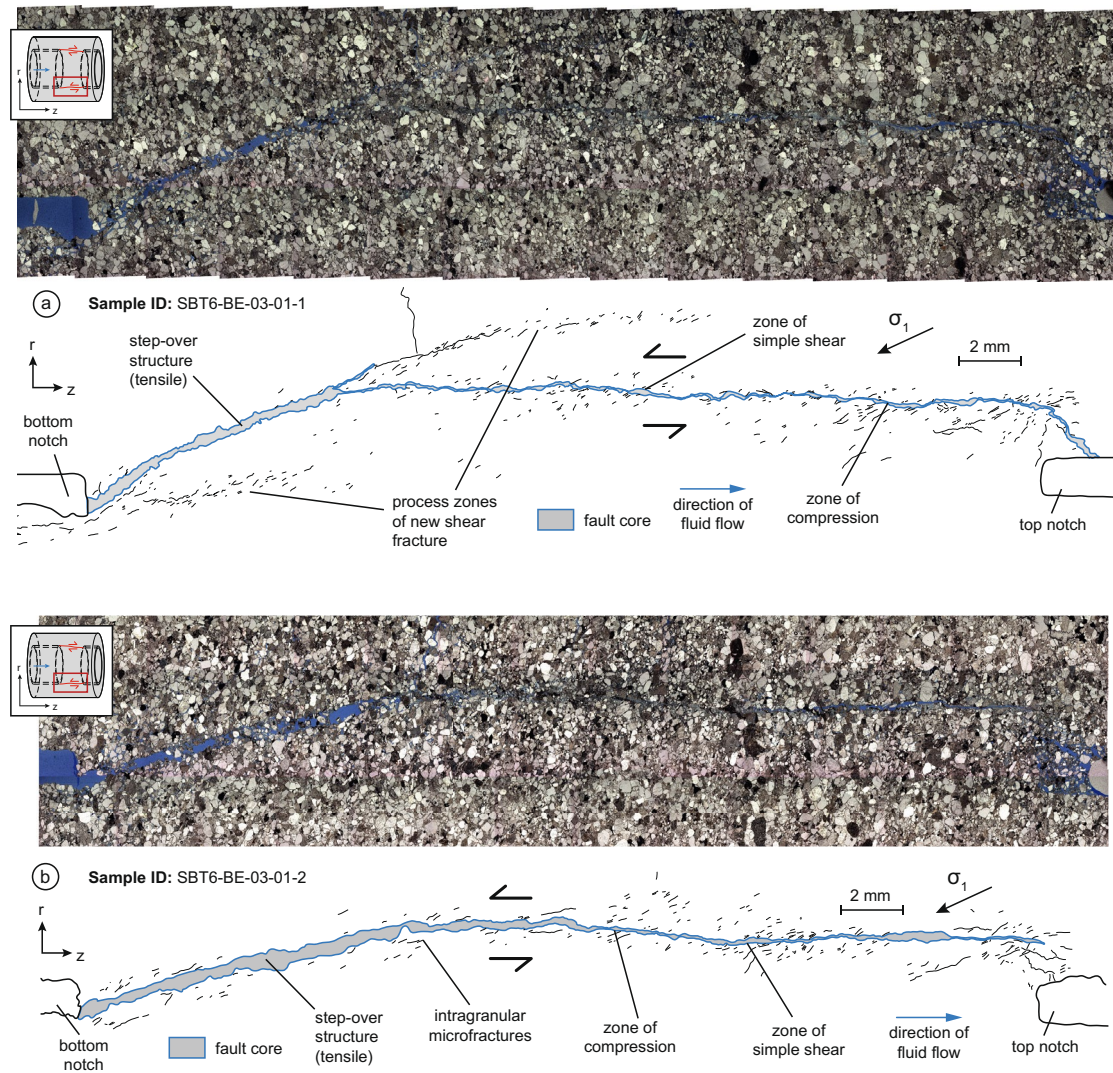 r
z
a
Sample ID: SBT6-BE-03-01-1
step-over
structure
(tensile)
zone of
simple shear
σ1
2 mm
r
z
bottom
notch
process zones
of new shear
fracture
fault core
direction of
fluid flow
zone of
compression
top notch
r
z
b
Sample ID: SBT6-BE-03-01-2
σ1
2 mm
r
z
bottom
notch
fault core
step-over
structure
(tensile)
intragranular
microfractures
zone of
compression
zone of
simple shear
direction of
fluid flow
top notch